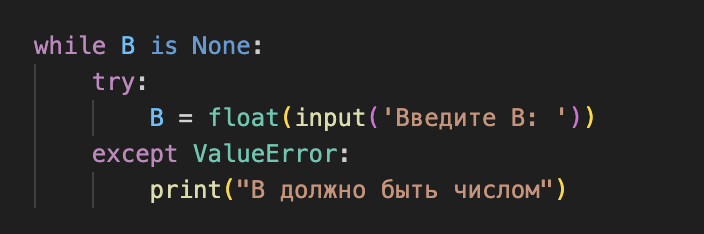 while B is None:
    try:
        B = float(input('Введите B: '))
    except ValueError:
        print("B должно быть числом")